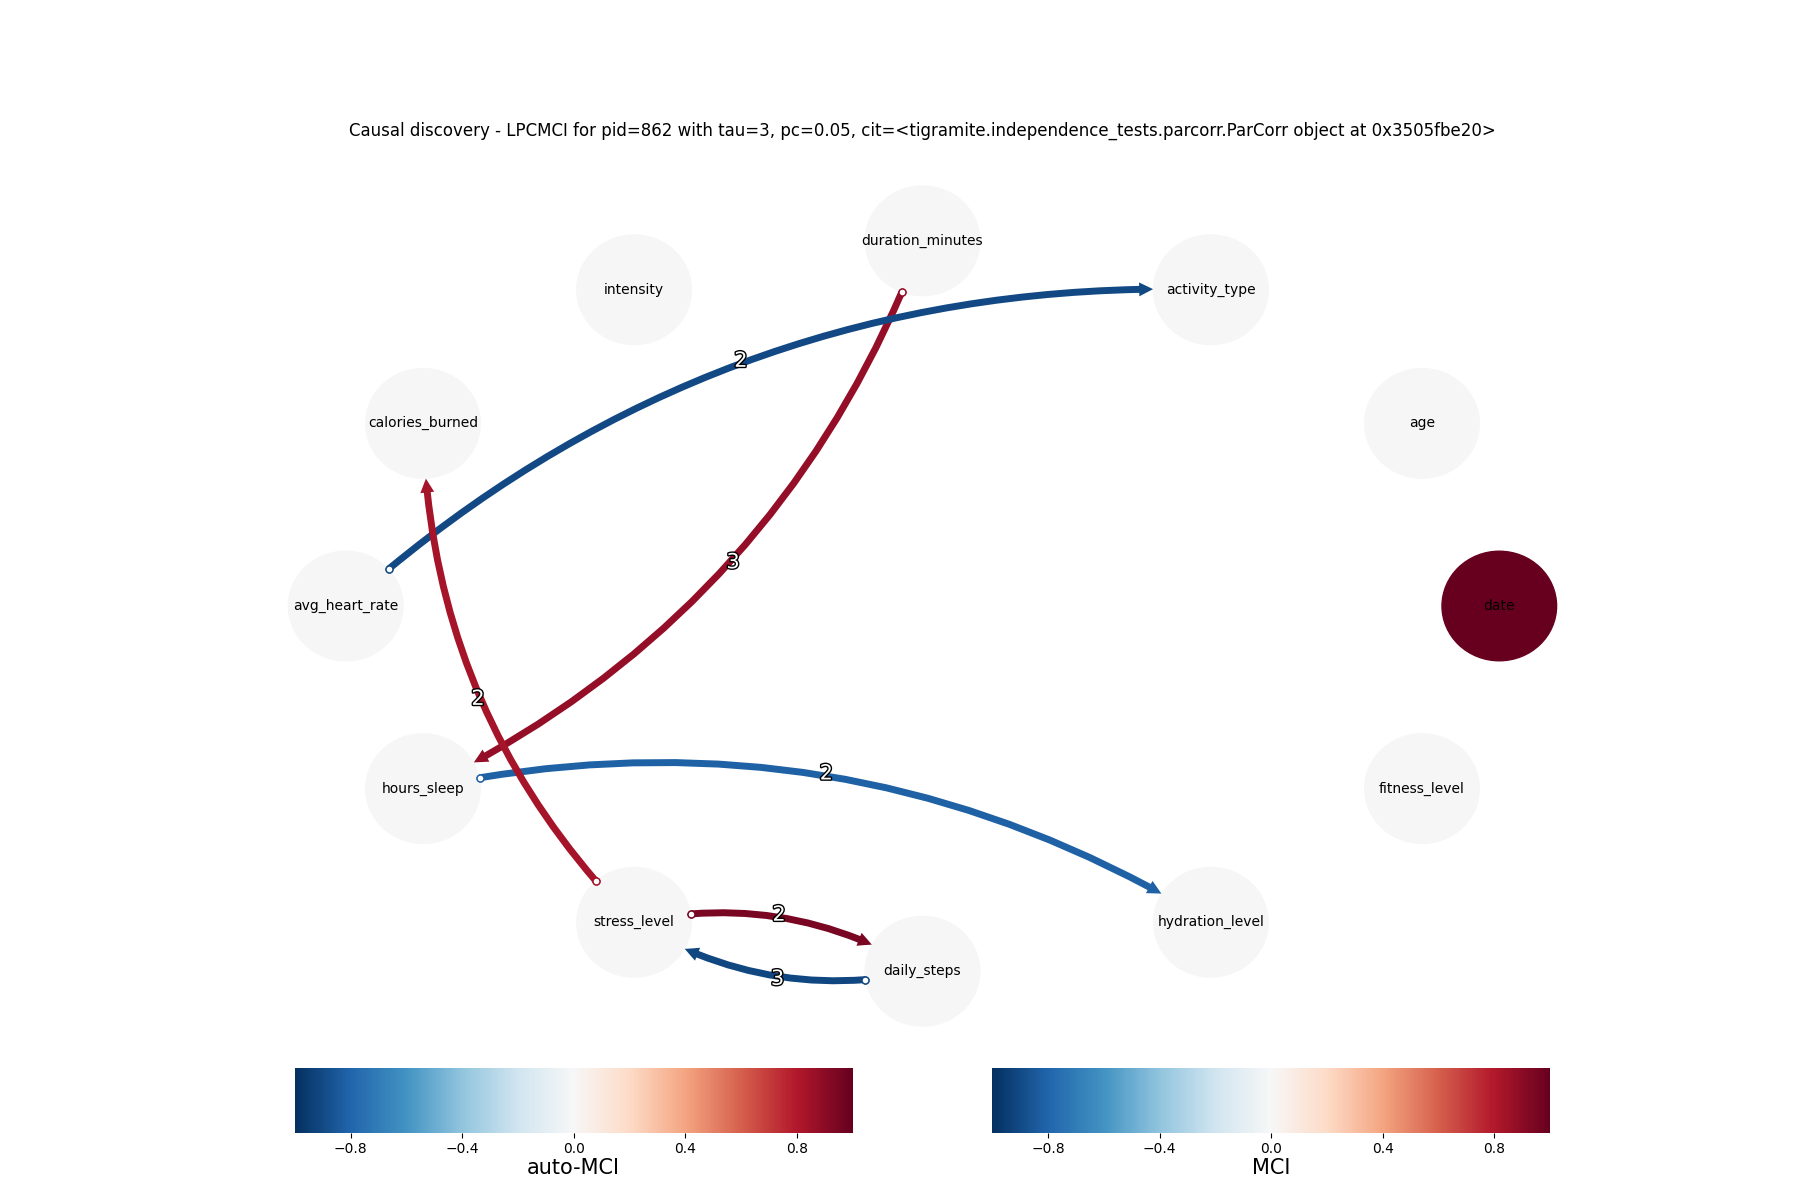 Causal discovery - LPCMCI for pid=862 with tau=3, pc=0.05, cit=<tigramite.independence_tests.parcorr.ParCorr object at 0x3505fbe20>
duration_minutes
intensity
activity_type
2
calories_burned
age
3
avg_heart_rate
date
2
2
hours_sleep
fitness_level
2
stress_level
hydration_level
daily_steps
3
−0.8 −0.4 0.0 0.4 0.8
auto-MCI
−0.8 −0.4 0.0 0.4 0.8
MCI